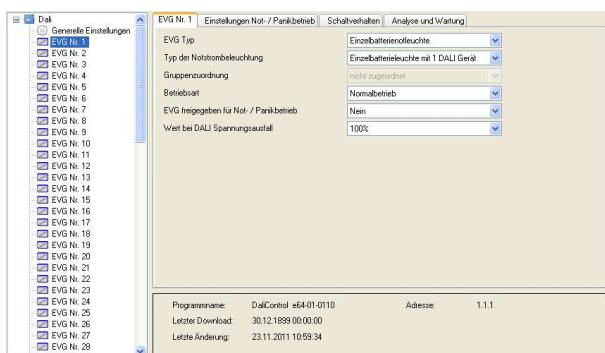 Dali
Generelle Einstellungen
EVG Nr. 1
EVG Nr. 2
EVG Nr. 3
EVG Nr. 4
EVG Nr. 5
EVG Nr. 6
EVG Nr. 7
EVG Nr. 8
EVG Nr. 9
EVG Nr. 10
EVG Nr. 11
EVG Nr. 12
EVG Nr. 13
EVG Nr. 14
EVG Nr. 15
EVG Nr. 16
EVG Nr. 17
EVG Nr. 18
EVG Nr. 19
EVG Nr. 20
EVG Nr. 21
EVG Nr. 22
EVG Nr. 23
EVG Nr. 24
EVG Nr. 25
EVG Nr. 26
EVG Nr. 27
EVG Nr. 28
EVG Nr. 1 Einstellungen Not- / Panikbetrieb Schaltverhalten Analyse und Wartung
EVG Typ Einzelbatterienotleuchte
Typ der Notstrombeleuchtung Einzelbatterieleuchte mit 1 DALI Gerät
Gruppenzuordnung nicht zugeordnet
Betriebsart Normalbetrieb
EVG freigegeben für Not- / Panikbetrieb Nein
Wert bei DALI Spannungsausfall 100%
Programmname: DaliControl e64-01-0110 Adresse: 1.1.1
Letzter Download: 30.12.1899 00:00:00
Letzte Änderung: 23.11.2011 10:59:34